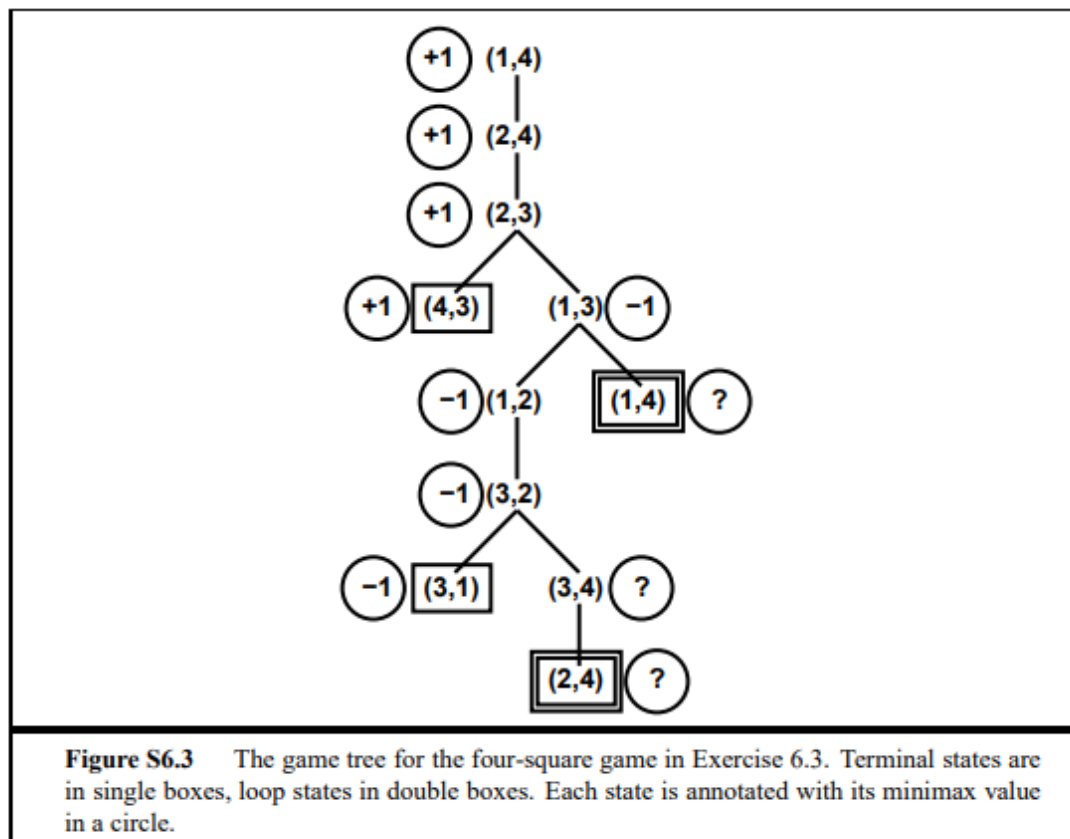 +1 (1,4)
+1 (2,4)
+1 (2,3)
+1 (4,3) (1,3) −1
−1 (1,2) (1,4) ?
−1 (3,2)
−1 (3,1) (3,4) ?
(2,4) ?
Figure S6.3 The game tree for the four-square game in Exercise 6.3. Terminal states are
in single boxes, loop states in double boxes. Each state is annotated with its minimax value
in a circle.